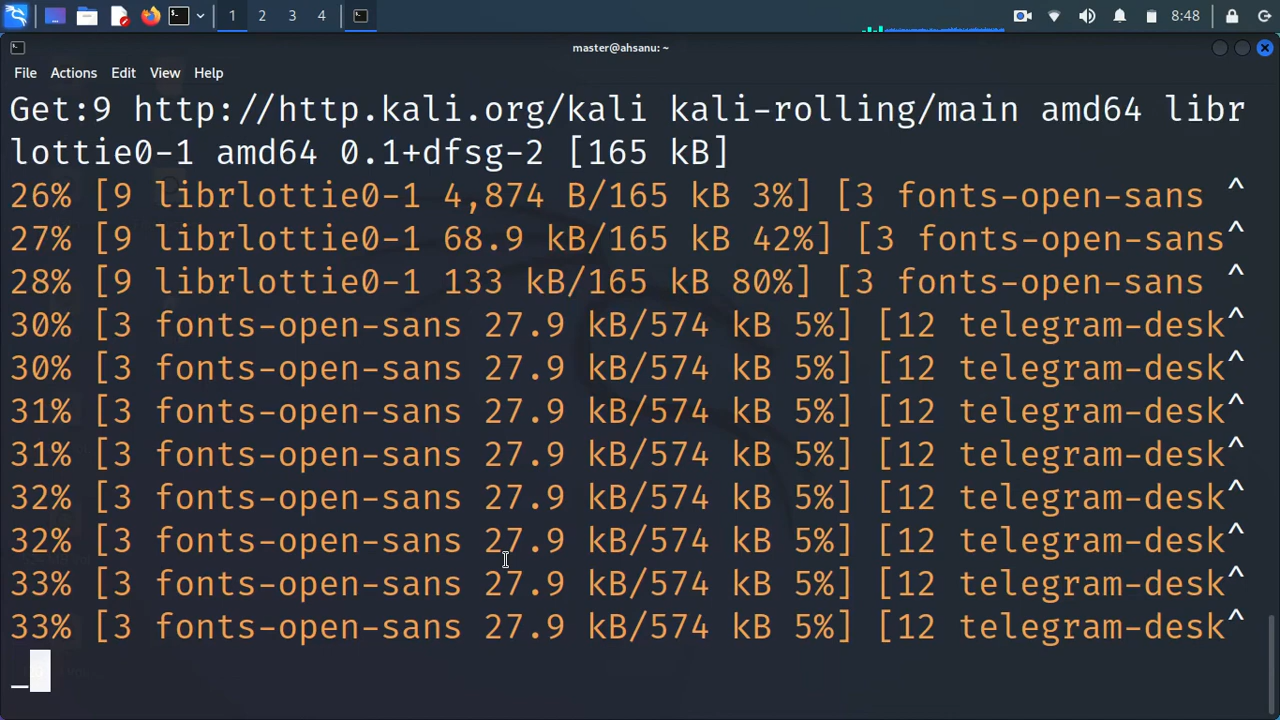 1 2 3 4
8:48
master@ahsanu: ~
File Actions Edit View Help
Get:9 http://http.kali.org/kali kali-rolling/main amd64 libr
lottie0-1 amd64 0.1+dfsg-2 [165 kB]
26% [9 librlottie0-1 4,874 B/165 kB 3%] [3 fonts-open-sans ^
27% [9 librlottie0-1 68.9 kB/165 kB 42%] [3 fonts-open-sans^
28% [9 librlottie0-1 133 kB/165 kB 80%] [3 fonts-open-sans ^
30% [3 fonts-open-sans 27.9 kB/574 kB 5%] [12 telegram-desk^
30% [3 fonts-open-sans 27.9 kB/574 kB 5%] [12 telegram-desk^
31% [3 fonts-open-sans 27.9 kB/574 kB 5%] [12 telegram-desk^
31% [3 fonts-open-sans 27.9 kB/574 kB 5%] [12 telegram-desk^
32% [3 fonts-open-sans 27.9 kB/574 kB 5%] [12 telegram-desk^
32% [3 fonts-open-sans 27.9 kB/574 kB 5%] [12 telegram-desk^
33% [3 fonts-open-sans 27.9 kB/574 kB 5%] [12 telegram-desk^
33% [3 fonts-open-sans 27.9 kB/574 kB 5%] [12 telegram-desk^
_